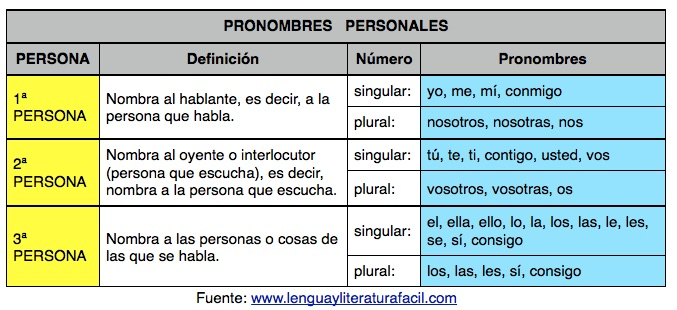 PRONOMBRES PERSONALES
PERSONA Definición Número Pronombres
1ª PERSONA
Nombra al hablante, es decir, a la
persona que habla.
singular: yo, me, mí, conmigo
plural: nosotros, nosotras, nos
2ª PERSONA
Nombra al oyente o interlocutor
(persona que escucha), es decir,
nombra a la persona que escucha.
singular: tú, te, ti, contigo, usted, vos
plural: vosotros, vosotras, os
3ª PERSONA
Nombra a las personas o cosas de
las que se habla.
singular: el, ella, ello, lo, la, los, las, le, les,
se, sí, consigo
plural: los, las, les, sí, consigo
Fuente: www.lenguayliteraturafacil.com